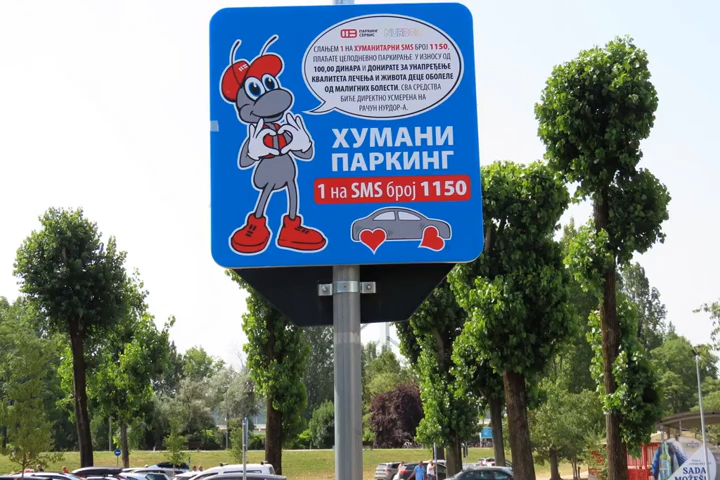 ПАРКИНГ
СЕРВИС
NURDOR
СЛАЊЕМ 1 НА ХУМАНИТАРНИ SMS БРОЈ 1150,
ПЛАЋАТЕ ЦЕЛОДНЕВНО ПАРКИРАЊЕ У ИЗНОСУ ОД
100,00 ДИНАРА И ДОНИРАТЕ ЗА УНАПРЕЂЕЊЕ
КВАЛИТЕТА ЛЕЧЕЊА И ЖИВОТА ДЕЦЕ ОБОЛЕЛЕ
ОД МАЛИГНИХ БОЛЕСТИ. СВА СРЕДСТВА
БИЋЕ ДИРЕКТНО УСМЕРЕНА НА
РАЧУН НУРДОР-А.
ХУМАНИ
ПАРКИНГ
1 на SMS број 1150
SADA
MOŽEŠ